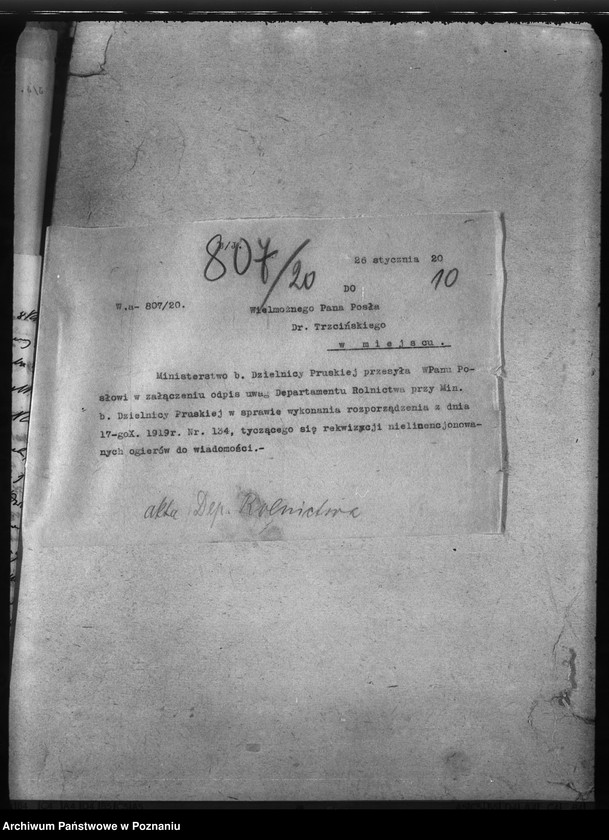 807/20
26 stycznia 20
10
DO
W.a- 807/20.
Wielmożnego Pana Posła
Dr. Trzcińskiego
w miejscu.
Ministerstwo b. Dzielnicy Pruskiej przesyła WPanu Po-
słowi w załączeniu odpis uwag Departamentu Rolnictwa przy Min.
b. Dzielnicy Pruskiej w sprawie wykonania rozporządzenia z dnia
17-goX. 1919r. Nr. 134, tyczącego się rekwizycji nielinencjonowa-
nych ogierów do wiadomości.-
akta Dep. Rolnictwa
Archiwum Państwowe w Poznaniu